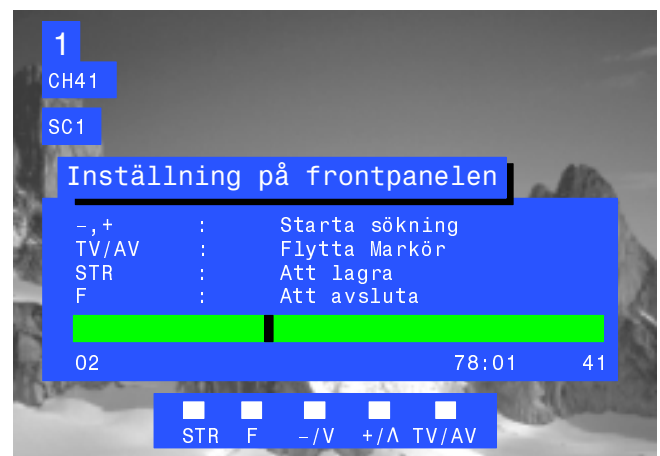 1
CH41
SC1
Inställning på frontpanelen
–,+ : Starta sökning
TV/AV : Flytta Markör
STR : Att lagra
F : Att avsluta
02 78:01 41
STR F –/V +/Λ TV/AV